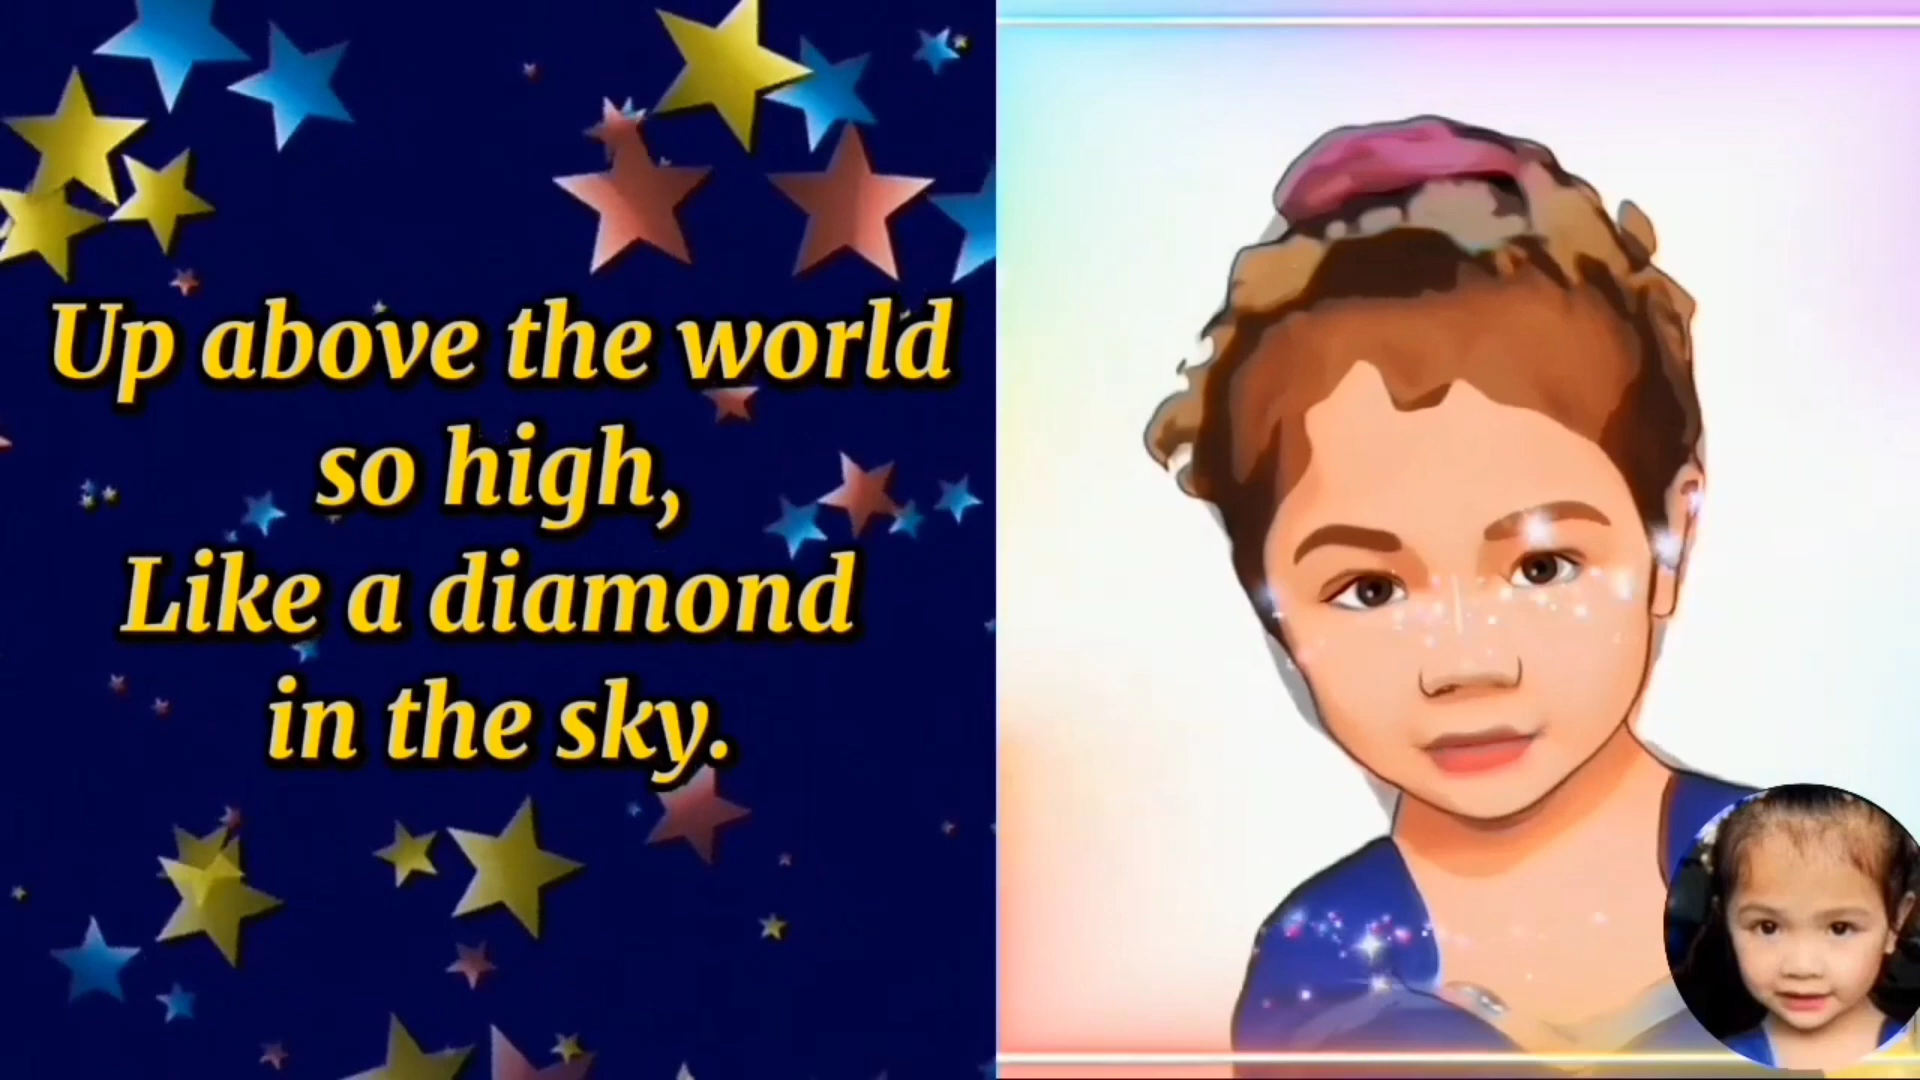 Up above the world
so high,
Like a diamond
in the sky.